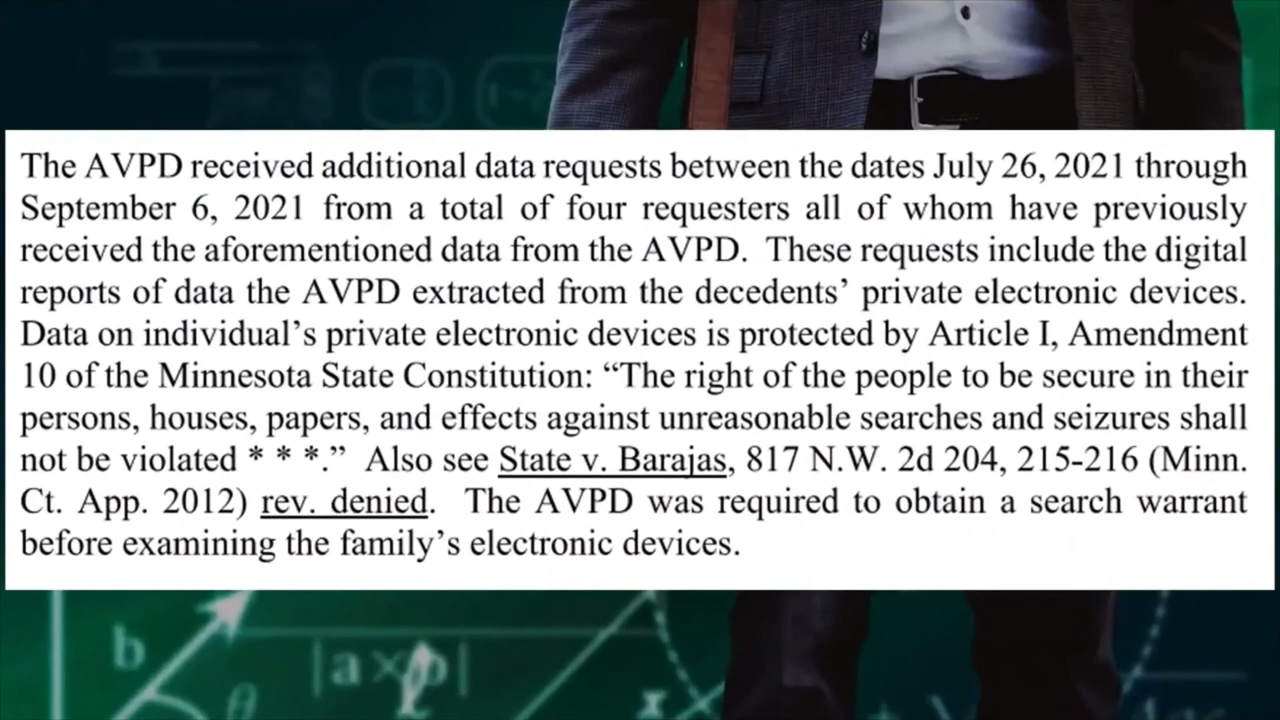 The AVPD received additional data requests between the dates July 26, 2021 through
September 6, 2021 from a total of four requesters all of whom have previously
received the aforementioned data from the AVPD. These requests include the digital
reports of data the AVPD extracted from the decedents’ private electronic devices.
Data on individual’s private electronic devices is protected by Article I, Amendment
10 of the Minnesota State Constitution: “The right of the people to be secure in their
persons, houses, papers, and effects against unreasonable searches and seizures shall
not be violated * * *.” Also see State v. Barajas, 817 N.W. 2d 204, 215-216 (Minn.
Ct. App. 2012) rev. denied. The AVPD was required to obtain a search warrant
before examining the family’s electronic devices.
b
|a×b|
θ
x